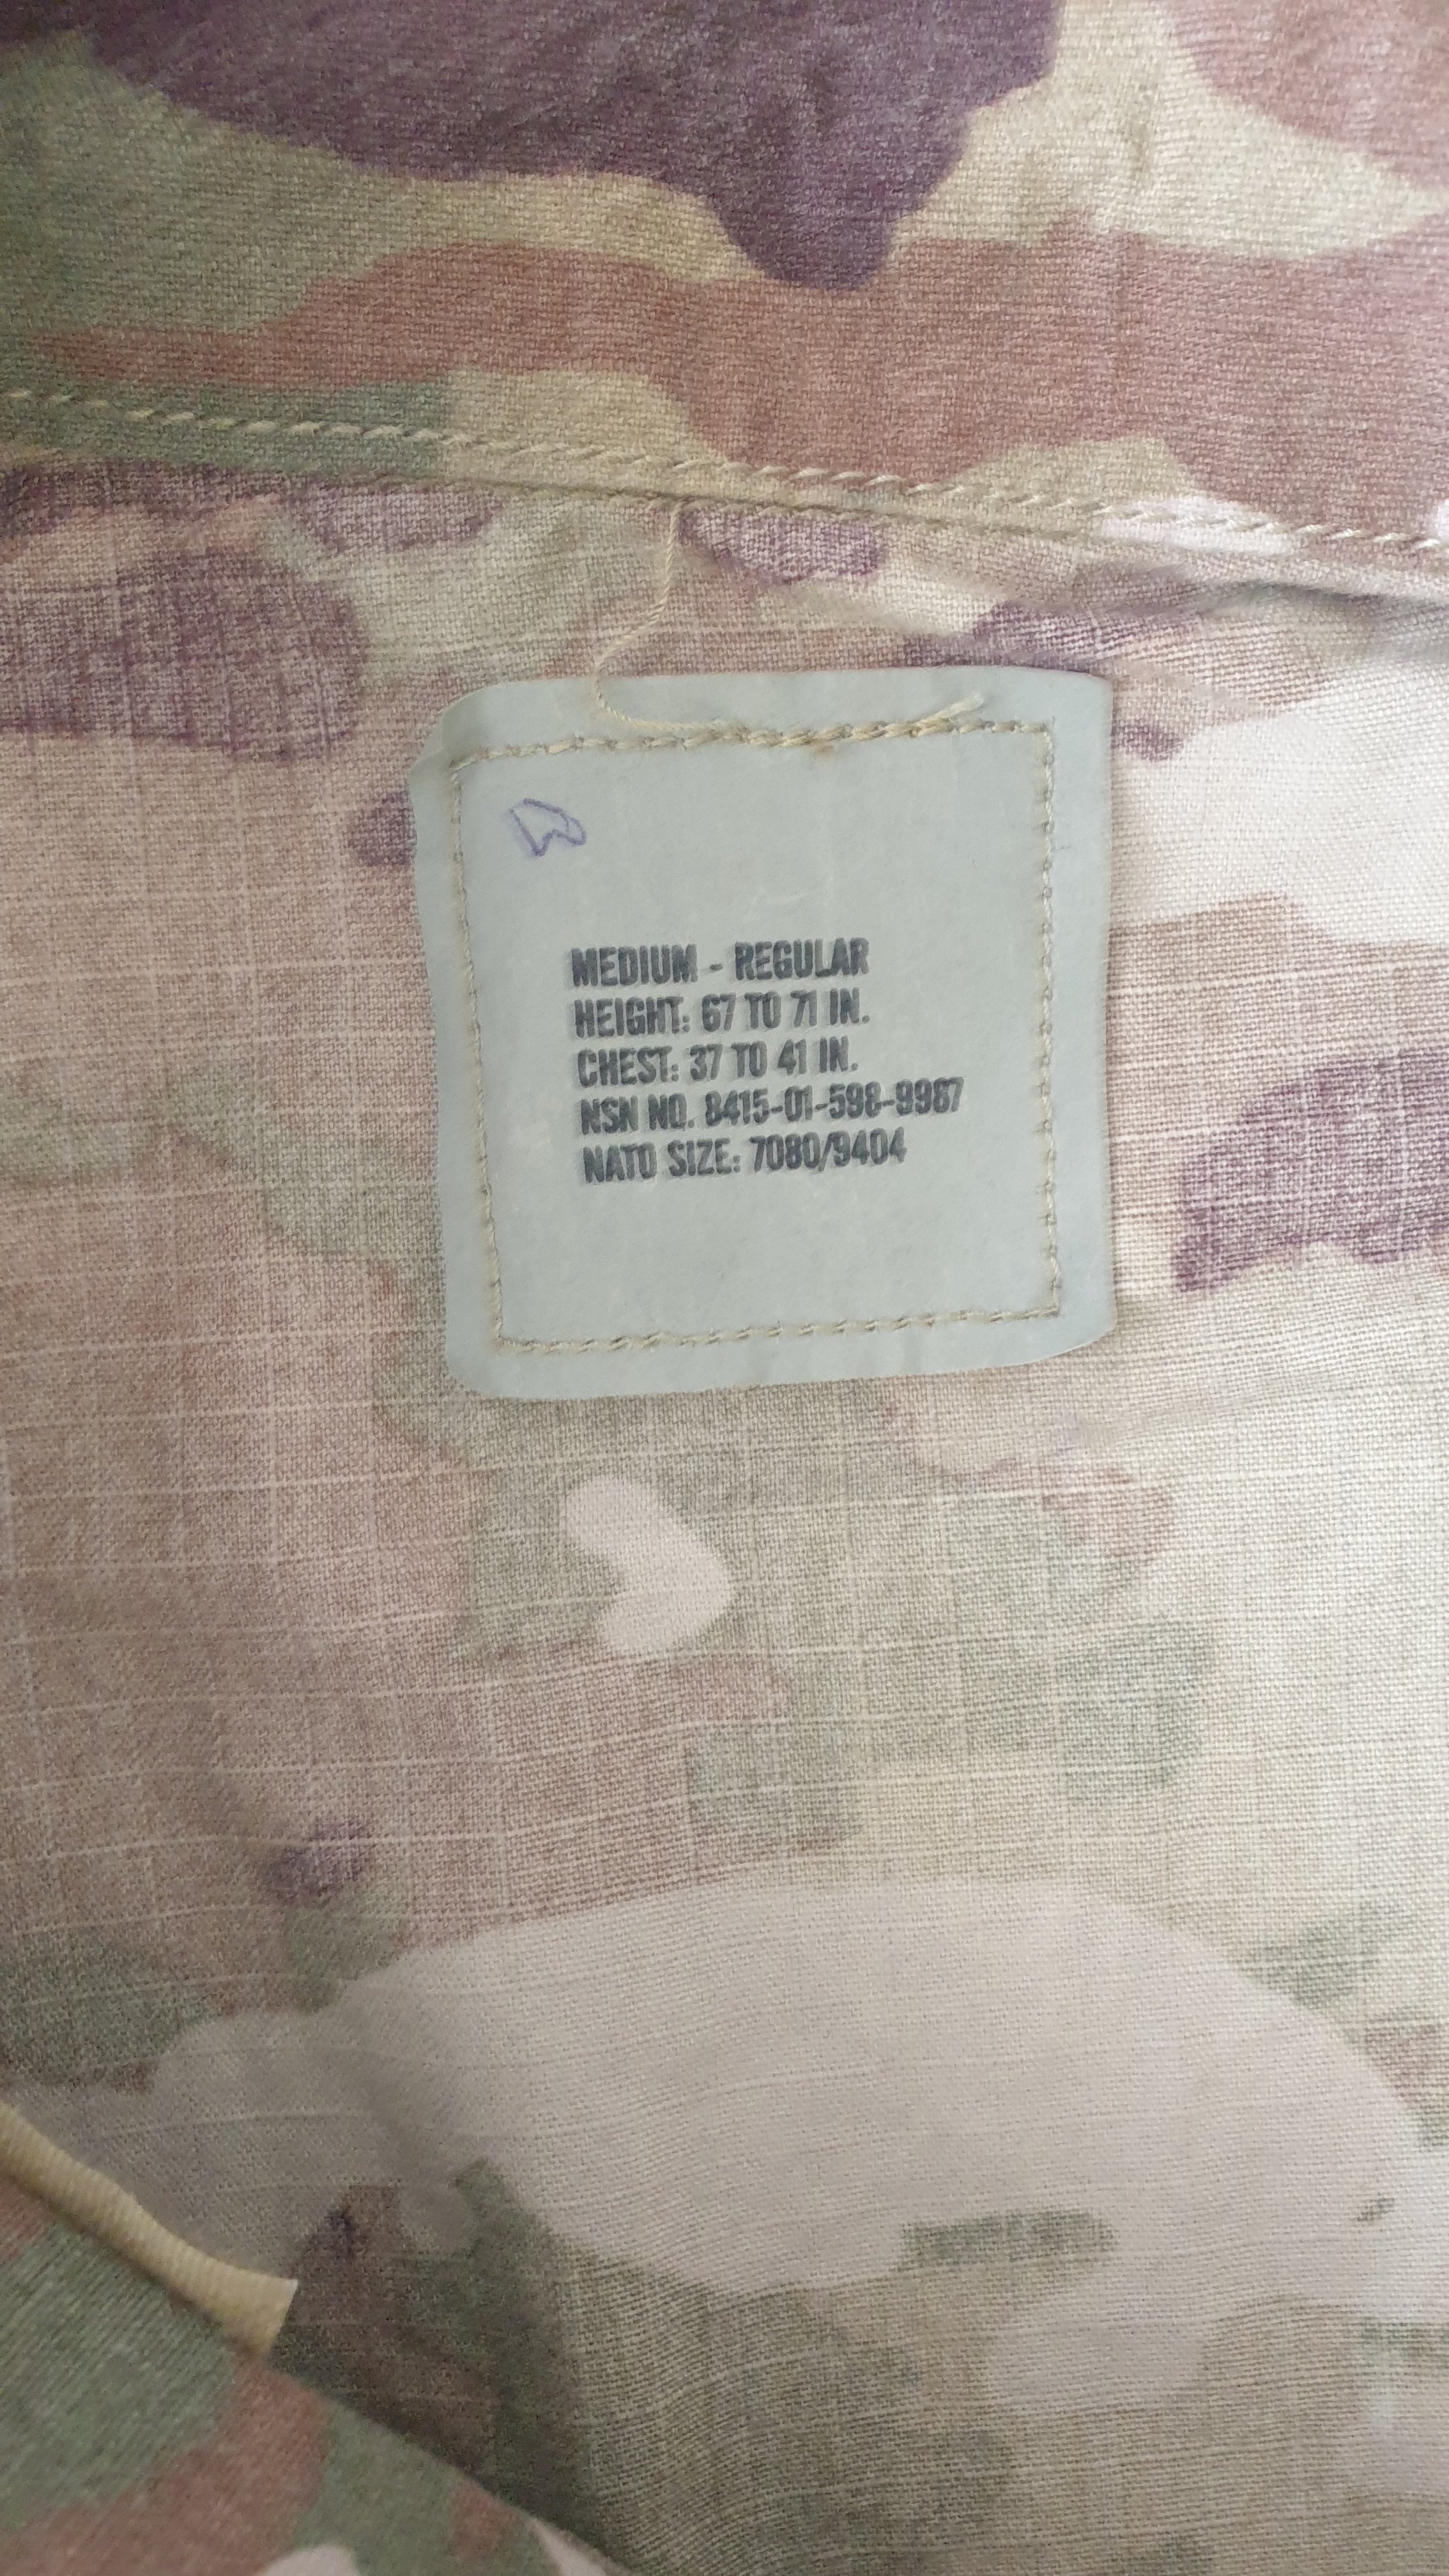 MEDIUM - REGULAR
HEIGHT: 67 TO 71 IN.
CHEST: 37 TO 41 IN.
NSN NO. 8415-01-598-9987
NATO SIZE: 7080/9404